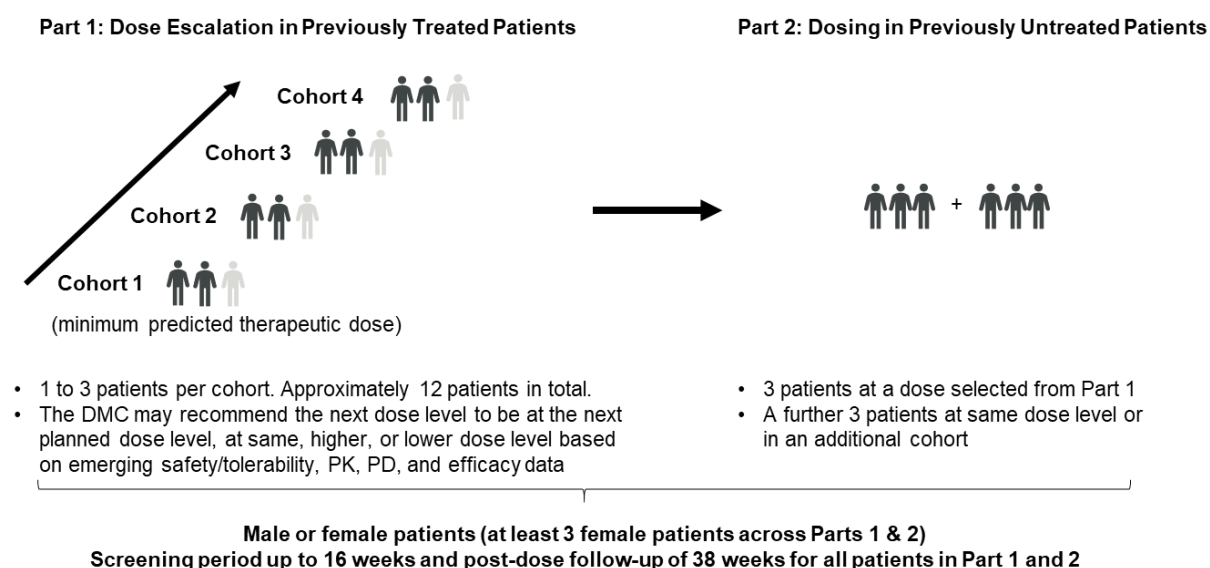 Part 1: Dose Escalation in Previously Treated Patients
Part 2: Dosing in Previously Untreated Patients
Cohort 4
Cohort 3
Cohort 2
Cohort 1
(minimum predicted therapeutic dose)
+
• 1 to 3 patients per cohort. Approximately 12 patients in total.
• The DMC may recommend the next dose level to be at the next
planned dose level, at same, higher, or lower dose level based
on emerging safety/tolerability, PK, PD, and efficacy data
• 3 patients at a dose selected from Part 1
• A further 3 patients at same dose level or
in an additional cohort
Male or female patients (at least 3 female patients across Parts 1 & 2)
Screening period up to 16 weeks and post-dose follow-up of 38 weeks for all patients in Part 1 and 2